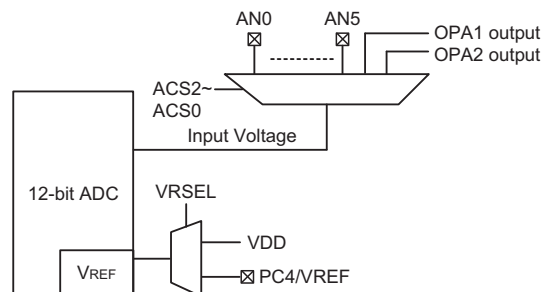 AN0
AN5
OPA1 output
OPA2 output
ACS2~
ACS0
Input Voltage
12-bit ADC
VRSEL
VDD
VREF
PC4/VREF